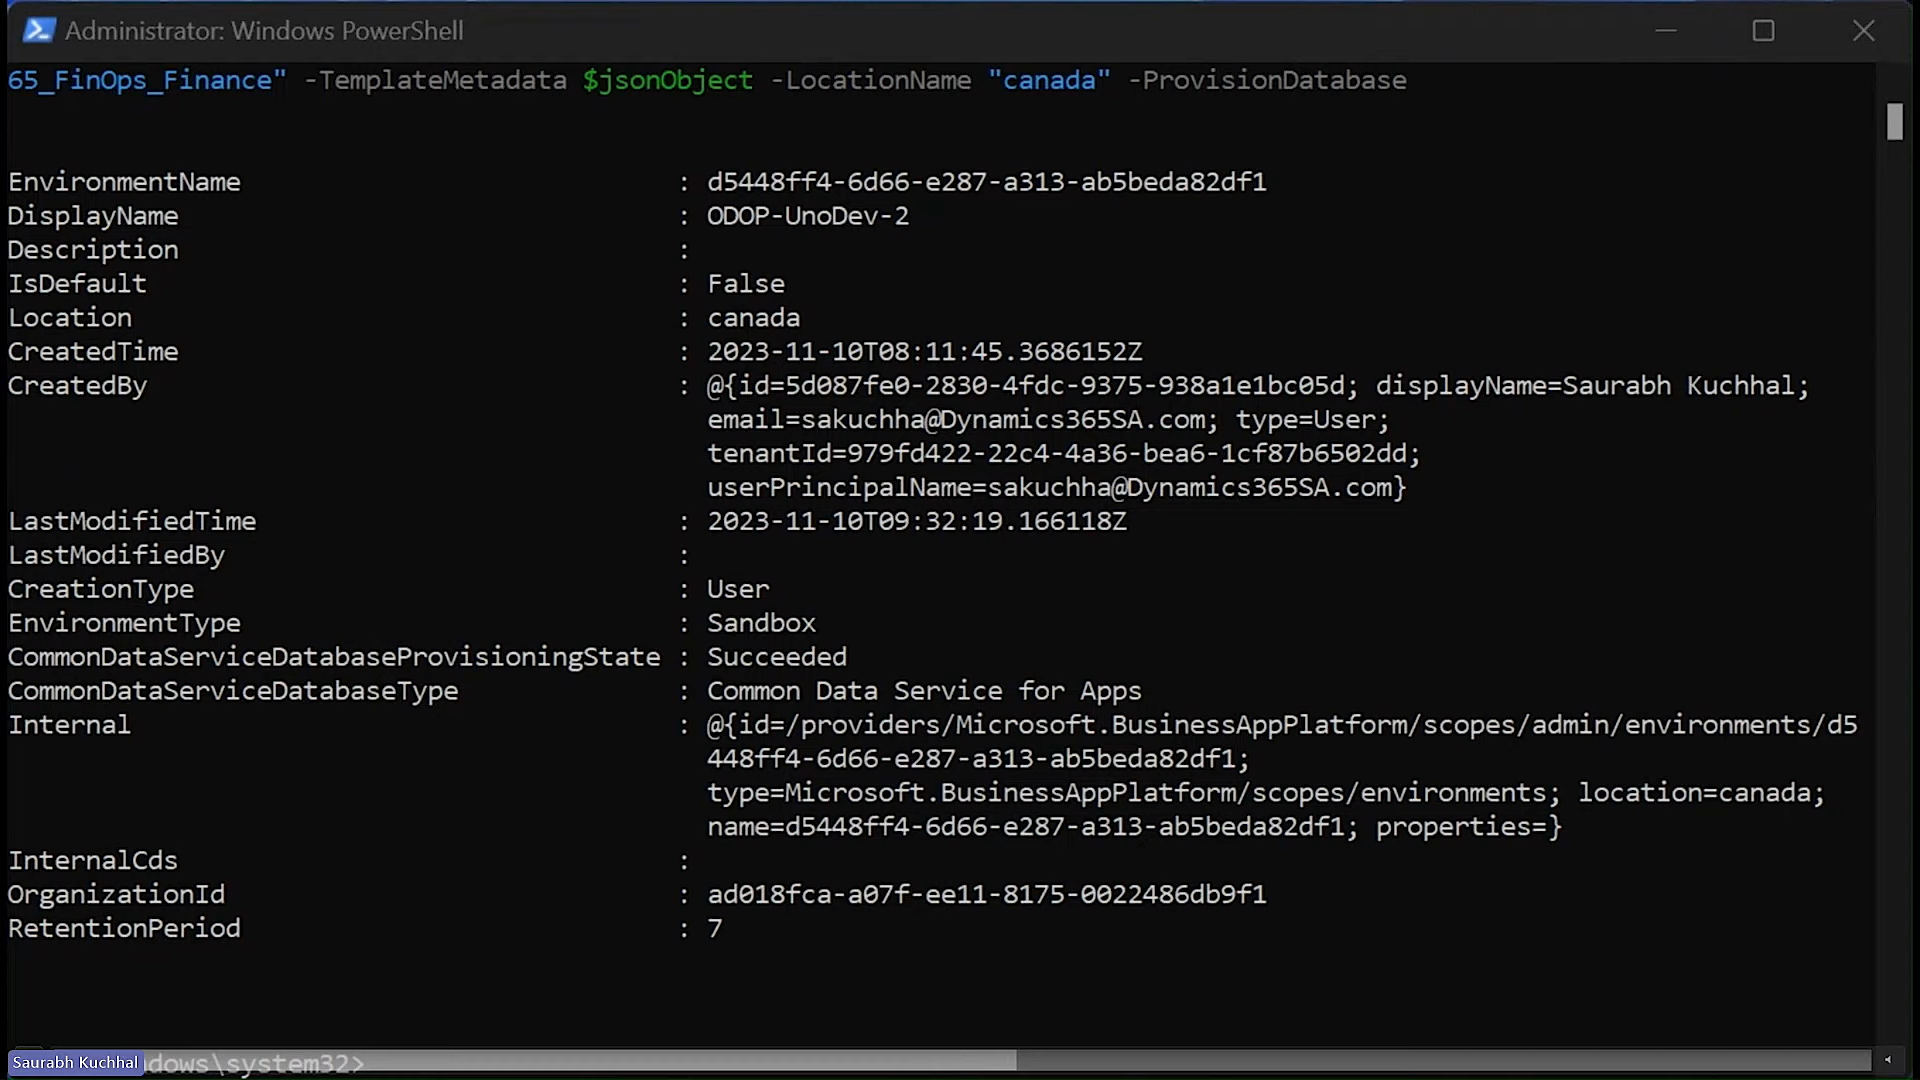 Administrator: Windows PowerShell
65_FinOps_Finance" -TemplateMetadata $jsonObject -LocationName "canada" -ProvisionDatabase
EnvironmentName : d5448ff4-6d66-e287-a313-ab5beda82df1
DisplayName : ODOP-UnoDev-2
Description :
IsDefault : False
Location : canada
CreatedTime : 2023-11-10T08:11:45.3686152Z
CreatedBy : @{id=5d087fe0-2830-4fdc-9375-938a1e1bc05d; displayName=Saurabh Kuchhal;
email=sakuchha@Dynamics365SA.com; type=User;
tenantId=979fd422-22c4-4a36-bea6-1cf87b6502dd;
userPrincipalName=sakuchha@Dynamics365SA.com}
LastModifiedTime : 2023-11-10T09:32:19.166118Z
LastModifiedBy :
CreationType : User
EnvironmentType : Sandbox
CommonDataServiceDatabaseProvisioningState : Succeeded
CommonDataServiceDatabaseType : Common Data Service for Apps
Internal : @{id=/providers/Microsoft.BusinessAppPlatform/scopes/admin/environments/d5
448ff4-6d66-e287-a313-ab5beda82df1;
type=Microsoft.BusinessAppPlatform/scopes/environments; location=canada;
name=d5448ff4-6d66-e287-a313-ab5beda82df1; properties=}
InternalCds :
OrganizationId : ad018fca-a07f-ee11-8175-0022486db9f1
RetentionPeriod : 7
Saurabh Kuchhal dows\system32>